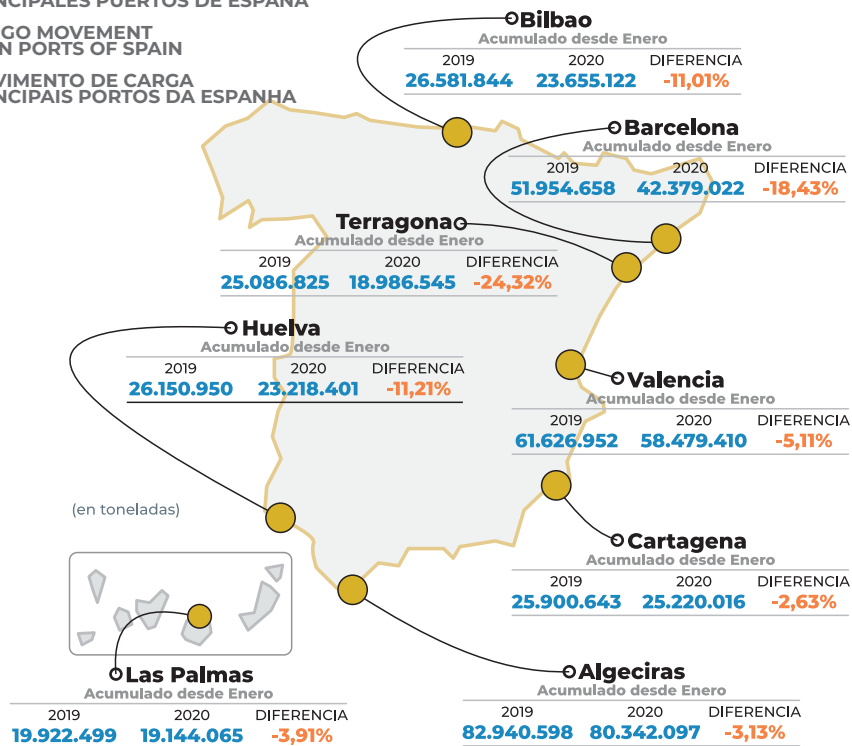 NCIPALES PUERTOS DE ESPAÑA
GO MOVEMENT
N PORTS OF SPAIN
VIMENTO DE CARGA
NCIPAIS PORTOS DA ESPANHA
Bilbao
Acumulado desde Enero
2019 2020 DIFERENCIA
26.581.844 23.655.122 -11,01%
Barcelona
Acumulado desde Enero
2019 2020 DIFERENCIA
51.954.658 42.379.022 -18,43%
Terragona
Acumulado desde Enero
2019 2020 DIFERENCIA
25.086.825 18.986.545 -24,32%
Huelva
Acumulado desde Enero
2019 2020 DIFERENCIA
26.150.950 23.218.401 -11,21%
Valencia
Acumulado desde Enero
2019 2020 DIFERENCIA
61.626.952 58.479.410 -5,11%
(en toneladas)
Cartagena
Acumulado desde Enero
2019 2020 DIFERENCIA
25.900.643 25.220.016 -2,63%
Las Palmas
Acumulado desde Enero
2019 2020 DIFERENCIA
19.922.499 19.144.065 -3,91%
Algeciras
Acumulado desde Enero
2019 2020 DIFERENCIA
82.940.598 80.342.097 -3,13%